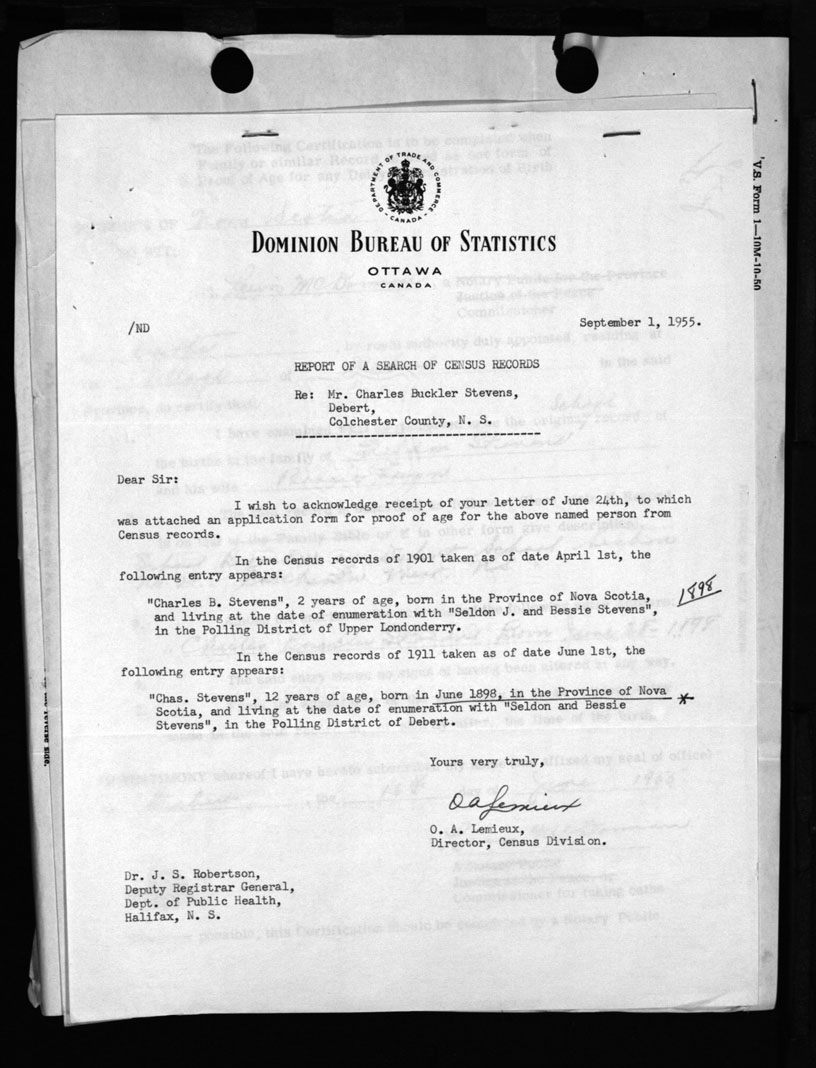 DEPARTMENT OF TRADE AND COMMERCE
CANADA
DOMINION BUREAU OF STATISTICS
OTTAWA
CANADA
V.S. Form 1—10M-10-50
/ND
September 1, 1955.
REPORT OF A SEARCH OF CENSUS RECORDS
Re: Mr. Charles Buckler Stevens,
Debert,
Colchester County, N. S.
Dear Sir:
I wish to acknowledge receipt of your letter of June 24th, to which
was attached an application form for proof of age for the above named person from
Census records.
In the Census records of 1901 taken as of date April 1st, the
following entry appears:
"Charles B. Stevens", 2 years of age, born in the Province of Nova Scotia,
and living at the date of enumeration with "Seldon J. and Bessie Stevens",
in the Polling District of Upper Londonderry.
1898
In the Census records of 1911 taken as of date June 1st, the
following entry appears:
"Chas. Stevens", 12 years of age, born in June 1898, in the Province of Nova
Scotia, and living at the date of enumeration with "Seldon and Bessie
Stevens", in the Polling District of Debert.
*
Yours very truly,
O A Lemieux
O. A. Lemieux,
Director, Census Division.
Dr. J. S. Robertson,
Deputy Registrar General,
Dept. of Public Health,
Halifax, N. S.